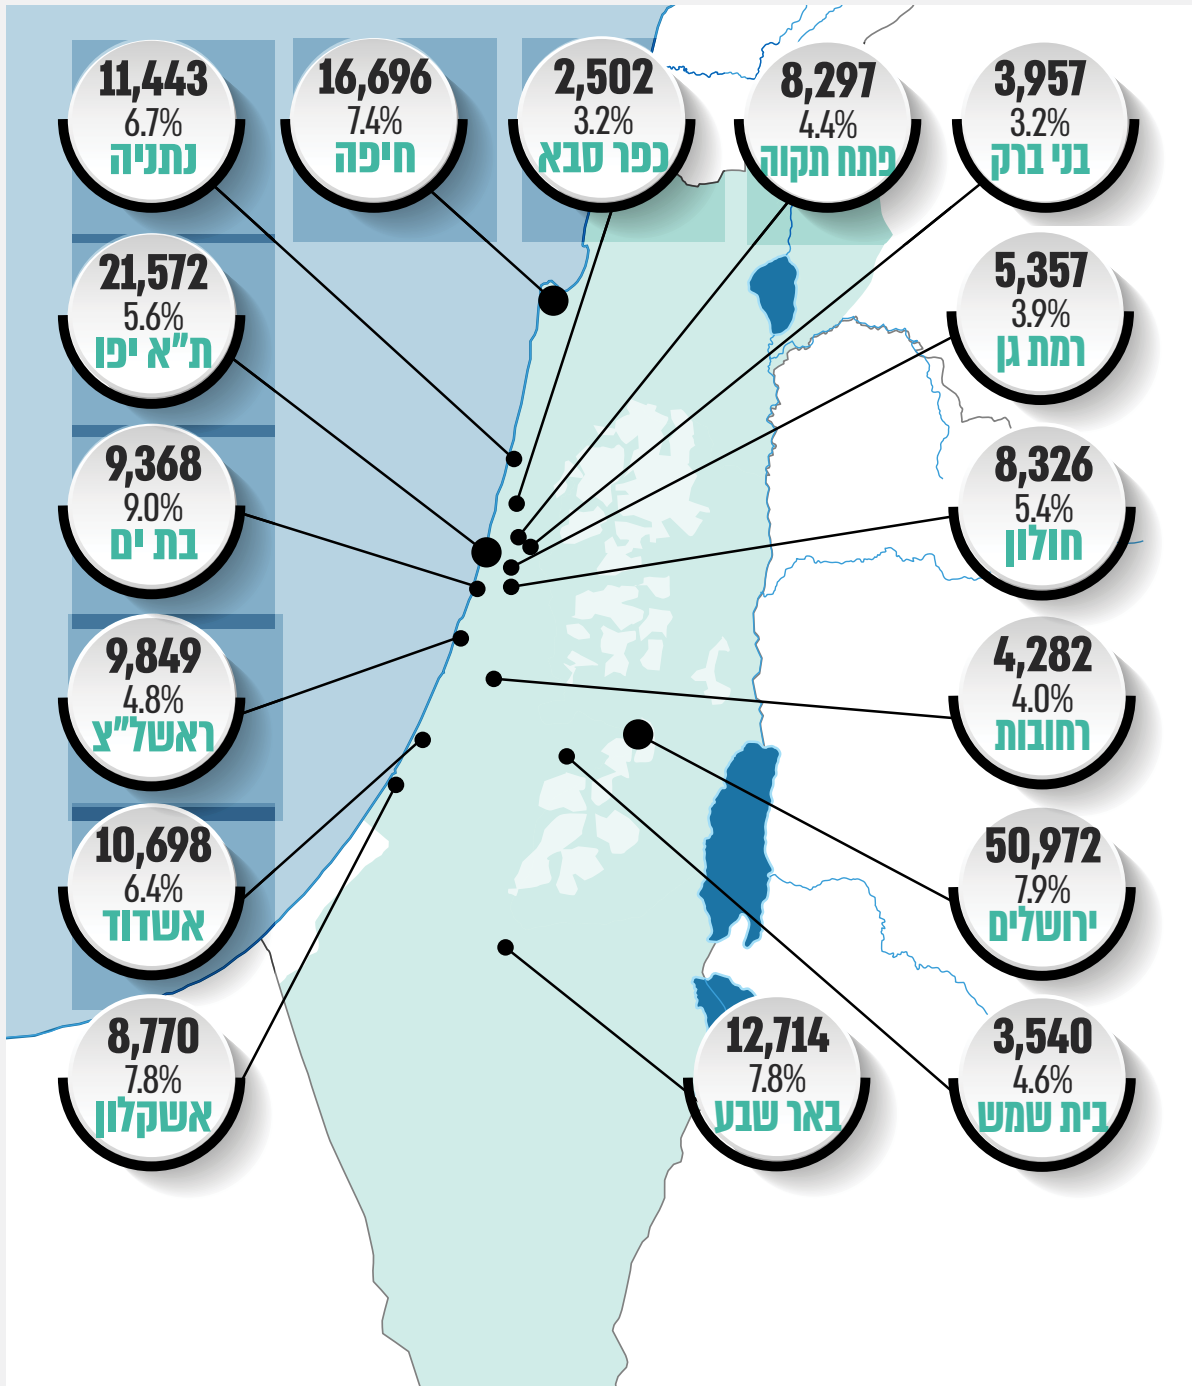 11,443
6.7%
נתניה
16,696
7.4%
חיפה
2,502
3.2%
כפר סבא
8,297
4.4%
פתח תקווה
3,957
3.2%
בני ברק
21,572
5.6%
ת״א יפו
5,357
3.9%
רמת גן
9,368
9.0%
בת ים
8,326
5.4%
חולון
9,849
4.8%
ראשל״צ
4,282
4.0%
רחובות
10,698
6.4%
אשדוד
50,972
7.9%
ירושלים
8,770
7.8%
אשקלון
12,714
7.8%
באר שבע
3,540
4.6%
בית שמש